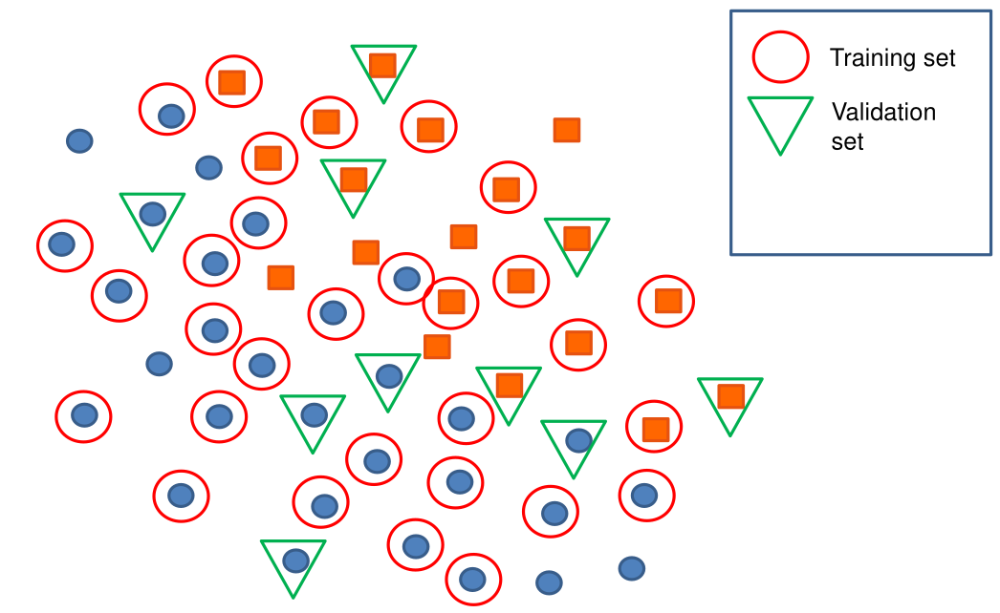 Training set
Validation
set